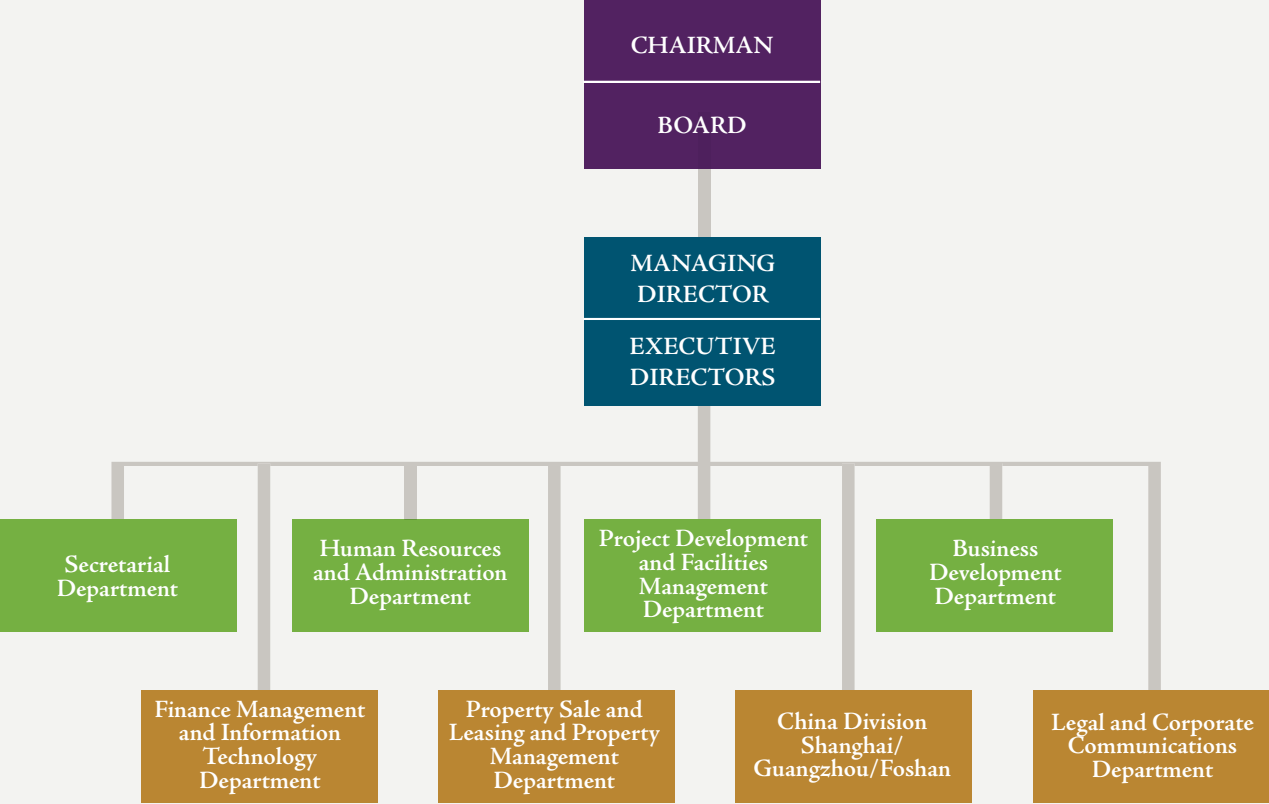 CHAIRMAN
BOARD
MANAGING
DIRECTOR
EXECUTIVE
DIRECTORS
Secretarial
Department
Human Resources
and Administration
Department
Project Development
and Facilities
Management
Department
Business
Development
Department
Finance Management
and Information
Technology
Department
Property Sale and
Leasing and Property
Management
Department
China Division
Shanghai/
Guangzhou/Foshan
Legal and Corporate
Communications
Department